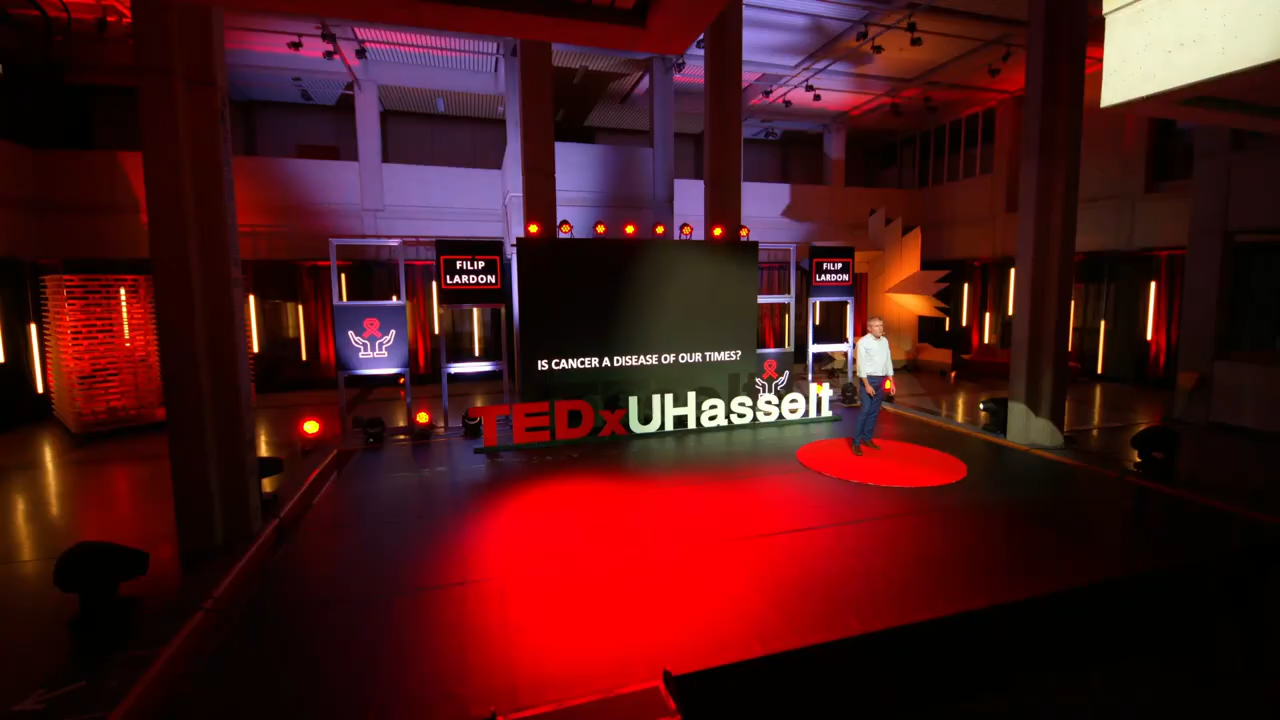 FILIP
LARDON
FILIP
LARDON
IS CANCER A DISEASE OF OUR TIMES?
TEDxUHasselt